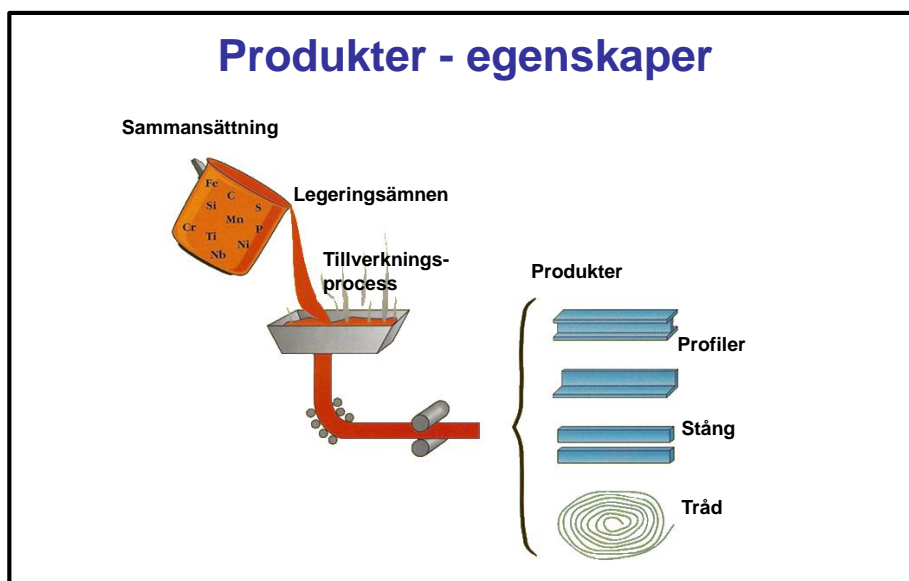 Produkter - egenskaper
Sammansättning
Fe
C
Si
S
Mn
Cr
P
Ti
Ni
Nb
Legeringsämnen
Tillverknings-
process
Produkter
Profiler
Stång
Tråd